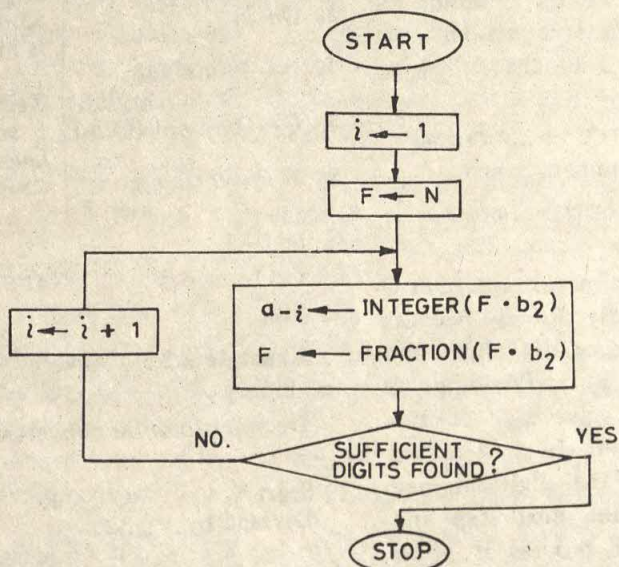 START
i ← 1
F ← N
a₋ᵢ ← INTEGER(F · b₂)
F ← FRACTION(F · b₂)
i ← i + 1
NO.
SUFFICIENT
DIGITS FOUND?
YES
STOP